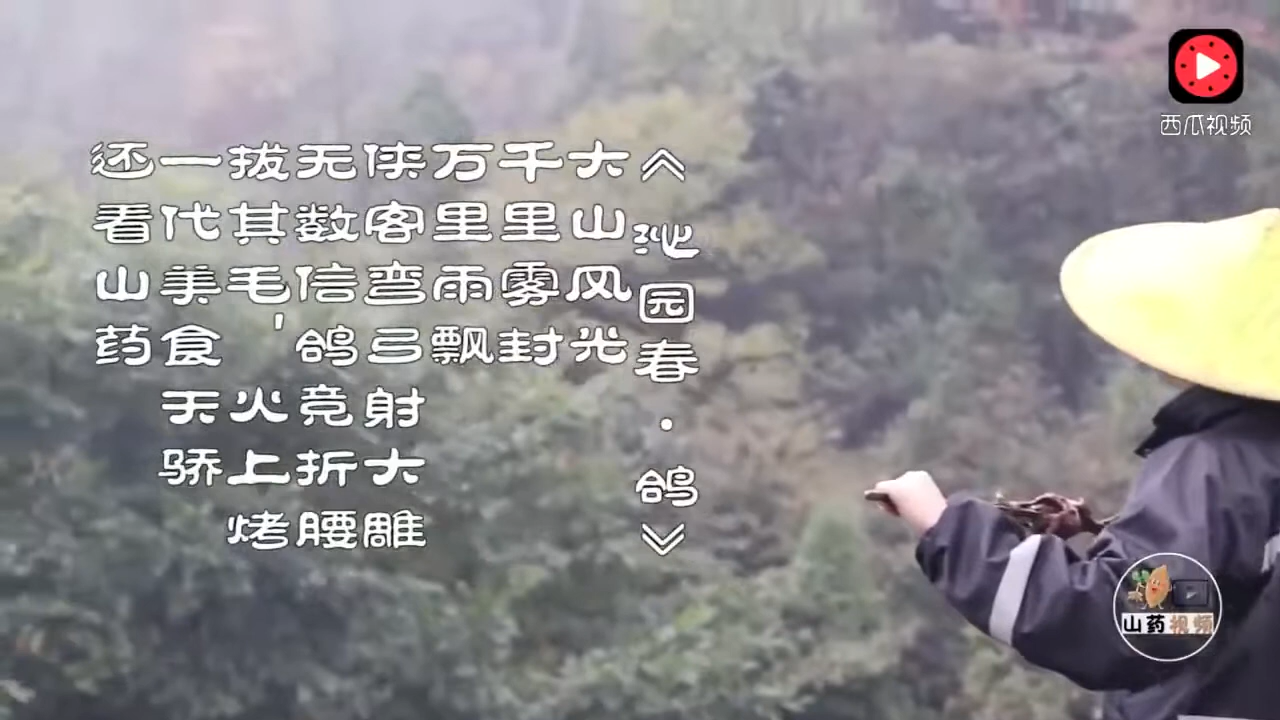 《沁园春·鸽》
大山风光
千里雾封
万里雨飘
侠客弯弓射大雕
无数信鸽竞折腰
拔其毛，火上烤
一代美食天骄
还看山药
西瓜视频
山药视频